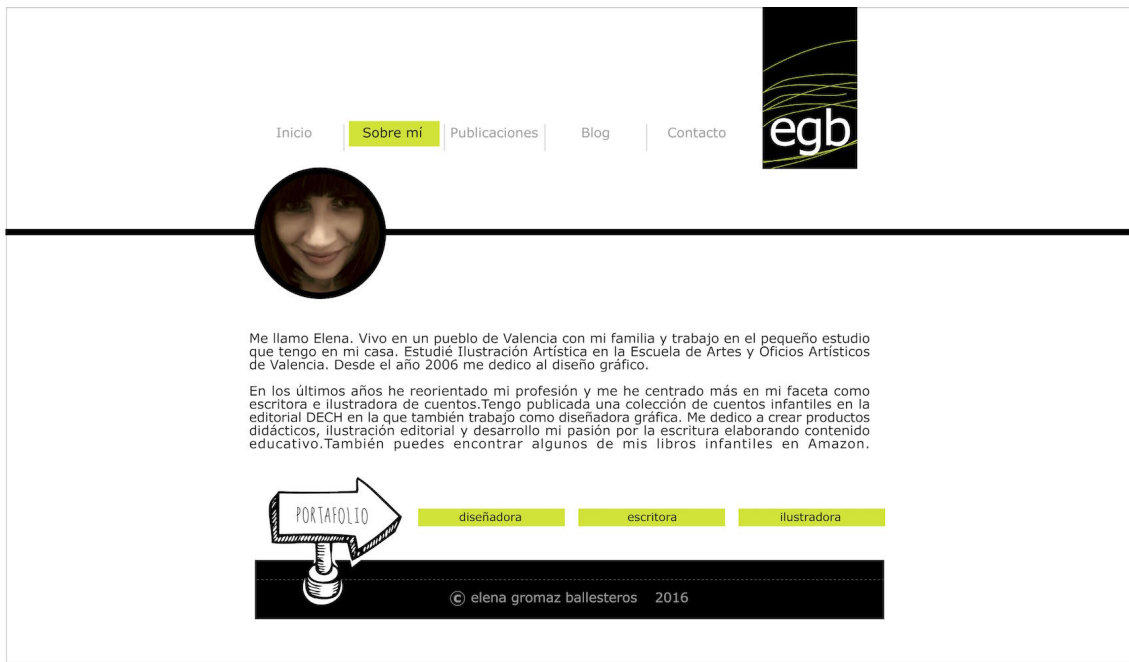 egb
Inicio
Sobre mí
Publicaciones
Blog
Contacto
Me llamo Elena. Vivo en un pueblo de Valencia con mi familia y trabajo en el pequeño estudio
que tengo en mi casa. Estudié Ilustración Artística en la Escuela de Artes y Oficios Artísticos
de Valencia. Desde el año 2006 me dedico al diseño gráfico.
En los últimos años he reorientado mi profesión y me he centrado más en mi faceta como
escritora e ilustradora de cuentos.Tengo publicada una colección de cuentos infantiles en la
editorial DECH en la que también trabajo como diseñadora gráfica. Me dedico a crear productos
didácticos, ilustración editorial y desarrollo mi pasión por la escritura elaborando contenido
educativo.También puedes encontrar algunos de mis libros infantiles en Amazon.
PORTAFOLIO
diseñadora
escritora
ilustradora
© elena gromaz ballesteros 2016